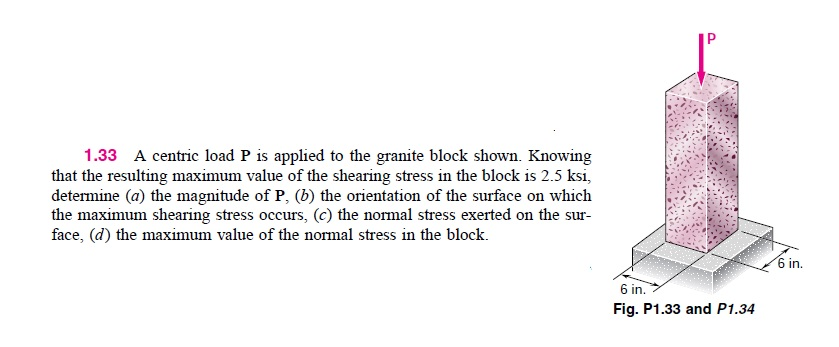 1.33 A centric load P is applied to the granite block shown. Knowing
that the resulting maximum value of the shearing stress in the block is 2.5 ksi,
determine (a) the magnitude of P, (b) the orientation of the surface on which
the maximum shearing stress occurs, (c) the normal stress exerted on the sur-
face, (d) the maximum value of the normal stress in the block.
P
6 in.
6 in.
Fig. P1.33 and P1.34